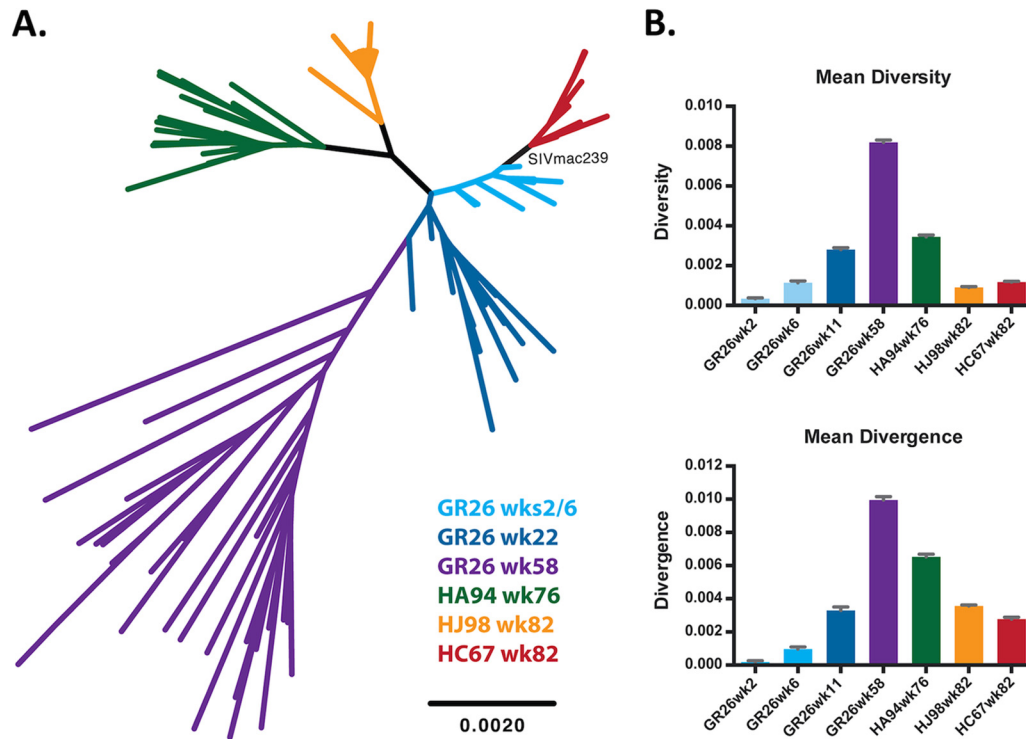 A.
SIVmac239
GR26 wks2/6
GR26 wk22
GR26 wk58
HA94 wk76
HJ98 wk82
HC67 wk82
0.0020
B.
Mean Diversity
Diversity
0.010
0.008
0.006
0.004
0.002
0.000
GR26wk2
GR26wk6
GR26wk11
GR26wk58
HA94wk76
HJ98wk82
HC67wk82
Mean Divergence
Divergence
0.012
0.010
0.008
0.006
0.004
0.002
0.000
GR26wk2
GR26wk6
GR26wk11
GR26wk58
HA94wk76
HJ98wk82
HC67wk82